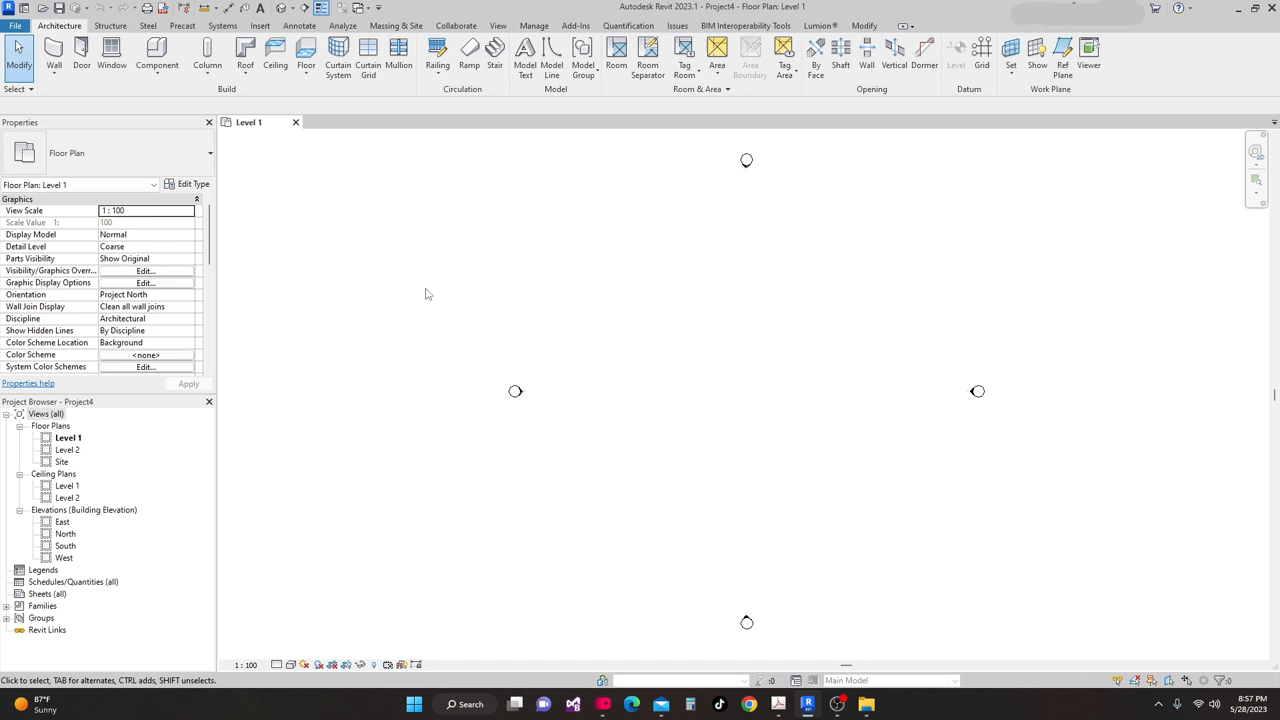 Autodesk Revit 2023.1 - Project4 - Floor Plan: Level 1
File Architecture Structure Steel Precast Systems Insert Annotate Analyze Massing & Site Collaborate View Manage Add-Ins Quantification Issues BIM Interoperability Tools Lumion® Modify
Modify Wall Door Window Component Column Roof Ceiling Floor Curtain System Curtain Grid Mullion Railing Ramp Stair Model Text Model Line Model Group Room Room Separator Tag Room Area Area Boundary Tag Area By Face Shaft Wall Vertical Dormer Level Grid Set Show Ref Plane Viewer
Select Build Circulation Model Room & Area Opening Datum Work Plane
Properties
Level 1
Floor Plan
Floor Plan: Level 1 Edit Type
Graphics
View Scale 1 : 100
Scale Value 1: 100
Display Model Normal
Detail Level Coarse
Parts Visibility Show Original
Visibility/Graphics Overr... Edit...
Graphic Display Options Edit...
Orientation Project North
Wall Join Display Clean all wall joins
Discipline Architectural
Show Hidden Lines By Discipline
Color Scheme Location Background
Color Scheme <none>
System Color Schemes Edit...
Properties help Apply
Project Browser - Project4
Views (all)
Floor Plans
Level 1
Level 2
Site
Ceiling Plans
Level 1
Level 2
Elevations (Building Elevation)
East
North
South
West
Legends
Schedules/Quantities (all)
Sheets (all)
Families
Groups
Revit Links
1 : 100
Click to select, TAB for alternates, CTRL adds, SHIFT unselects. :0 Main Model :0
87°F
Sunny
Search
8:57 PM
5/28/2023